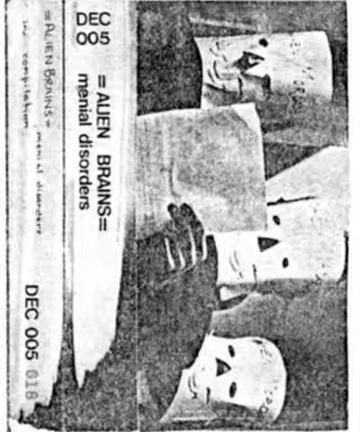 DEC
005
=ALIEN BRAINS=
menial disorders
=ALIEN BRAINS=
menial disorders
compilation
DEC 005 018